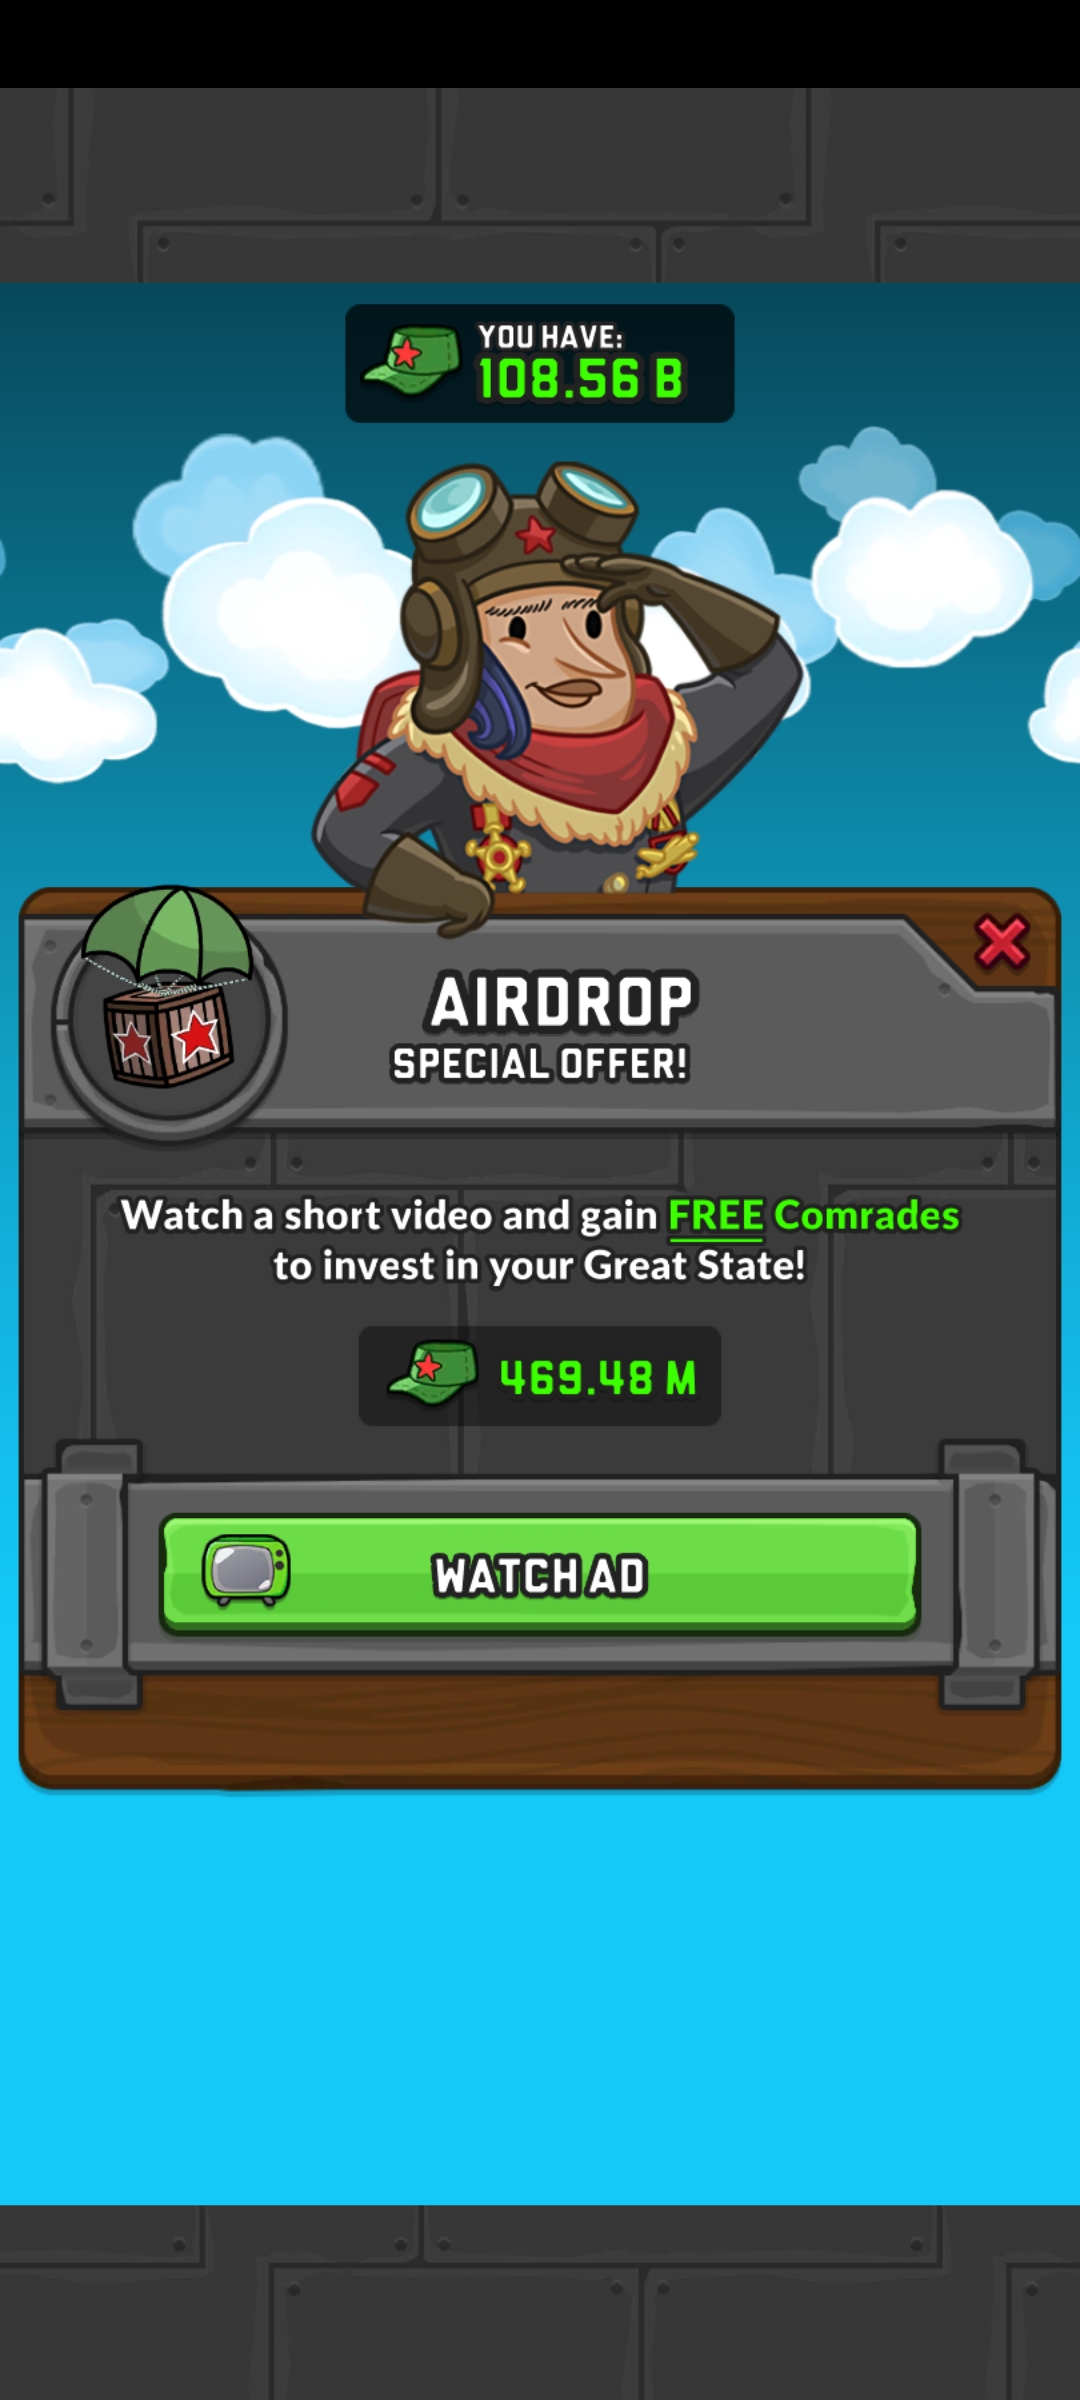 YOU HAVE:
108.56 B
AIRDROP
SPECIAL OFFER!
Watch a short video and gain FREE Comrades
to invest in your Great State!
469.48 M
WATCH AD